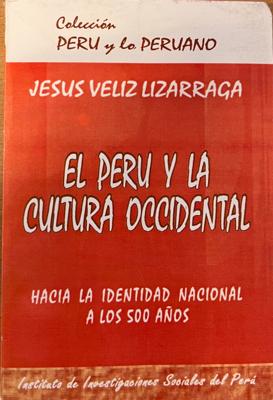 Colección
PERU y lo PERUANO
JESUS VELIZ LIZARRAGA
EL PERU Y LA
CULTURA OCCIDENTAL
HACIA LA IDENTIDAD NACIONAL
A LOS 500 AÑOS
Instituto de Investigaciones Sociales del Perú